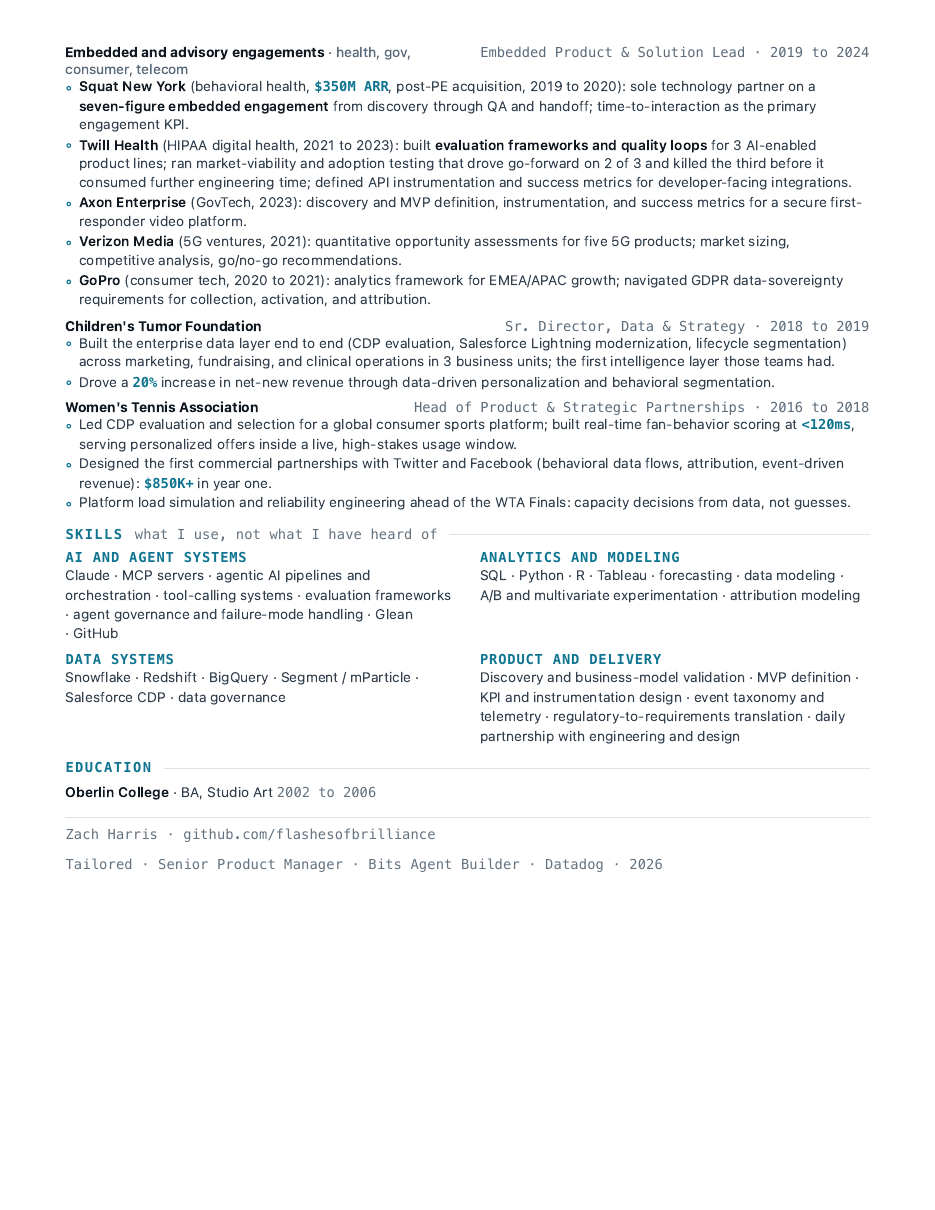 Embedded and advisory engagements · health, gov, consumer, telecom
Embedded Product & Solution Lead · 2019 to 2024
Squat New York (behavioral health, $350M ARR, post-PE acquisition, 2019 to 2020): sole technology partner on a
seven-figure embedded engagement from discovery through QA and handoff; time-to-interaction as the primary
engagement KPI.
Twill Health (HIPAA digital health, 2021 to 2023): built evaluation frameworks and quality loops for 3 AI-enabled
product lines; ran market-viability and adoption testing that drove go-forward on 2 of 3 and killed the third before it
consumed further engineering time; defined API instrumentation and success metrics for developer-facing integrations.
Axon Enterprise (GovTech, 2023): discovery and MVP definition, instrumentation, and success metrics for a secure first-
responder video platform.
Verizon Media (5G ventures, 2021): quantitative opportunity assessments for five 5G products; market sizing,
competitive analysis, go/no-go recommendations.
GoPro (consumer tech, 2020 to 2021): analytics framework for EMEA/APAC growth; navigated GDPR data-sovereignty
requirements for collection, activation, and attribution.
Children's Tumor Foundation
Sr. Director, Data & Strategy · 2018 to 2019
Built the enterprise data layer end to end (CDP evaluation, Salesforce Lightning modernization, lifecycle segmentation)
across marketing, fundraising, and clinical operations in 3 business units; the first intelligence layer those teams had.
Drove a 20% increase in net-new revenue through data-driven personalization and behavioral segmentation.
Women's Tennis Association
Head of Product & Strategic Partnerships · 2016 to 2018
Led CDP evaluation and selection for a global consumer sports platform; built real-time fan-behavior scoring at <120ms,
serving personalized offers inside a live, high-stakes usage window.
Designed the first commercial partnerships with Twitter and Facebook (behavioral data flows, attribution, event-driven
revenue): $850K+ in year one.
Platform load simulation and reliability engineering ahead of the WTA Finals: capacity decisions from data, not guesses.
SKILLS what I use, not what I have heard of
AI AND AGENT SYSTEMS
Claude · MCP servers · agentic AI pipelines and
orchestration · tool-calling systems · evaluation frameworks
· agent governance and failure-mode handling · Glean
· GitHub
ANALYTICS AND MODELING
SQL · Python · R · Tableau · forecasting · data modeling ·
A/B and multivariate experimentation · attribution modeling
DATA SYSTEMS
Snowflake · Redshift · BigQuery · Segment / mParticle ·
Salesforce CDP · data governance
PRODUCT AND DELIVERY
Discovery and business-model validation · MVP definition ·
KPI and instrumentation design · event taxonomy and
telemetry · regulatory-to-requirements translation · daily
partnership with engineering and design
EDUCATION
Oberlin College · BA, Studio Art 2002 to 2006
Zach Harris · github.com/flashesofbrilliance
Tailored · Senior Product Manager · Bits Agent Builder · Datadog · 2026